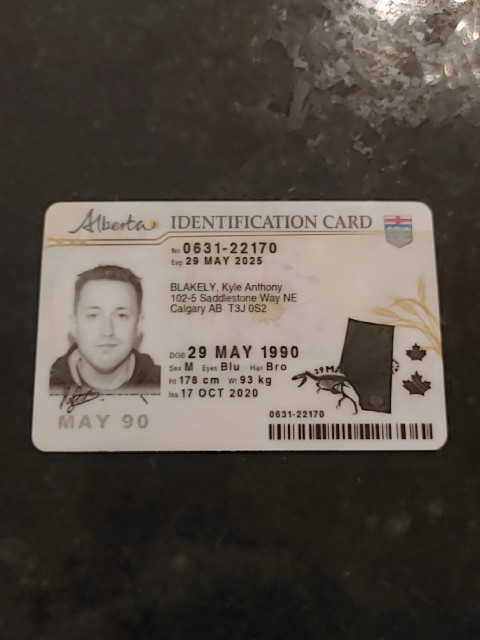 Alberta IDENTIFICATION CARD
No 0631-22170
Exp 29 MAY 2025
BLAKELY, Kyle Anthony
102-5 Saddlestone Way NE
Calgary AB T3J 0S2
DOB 29 MAY 1990
Sex M Eyes Blu Hair Bro
Ht 178 cm Wt 93 kg
Iss 17 OCT 2020
29 MA
MAY 90
0631-22170